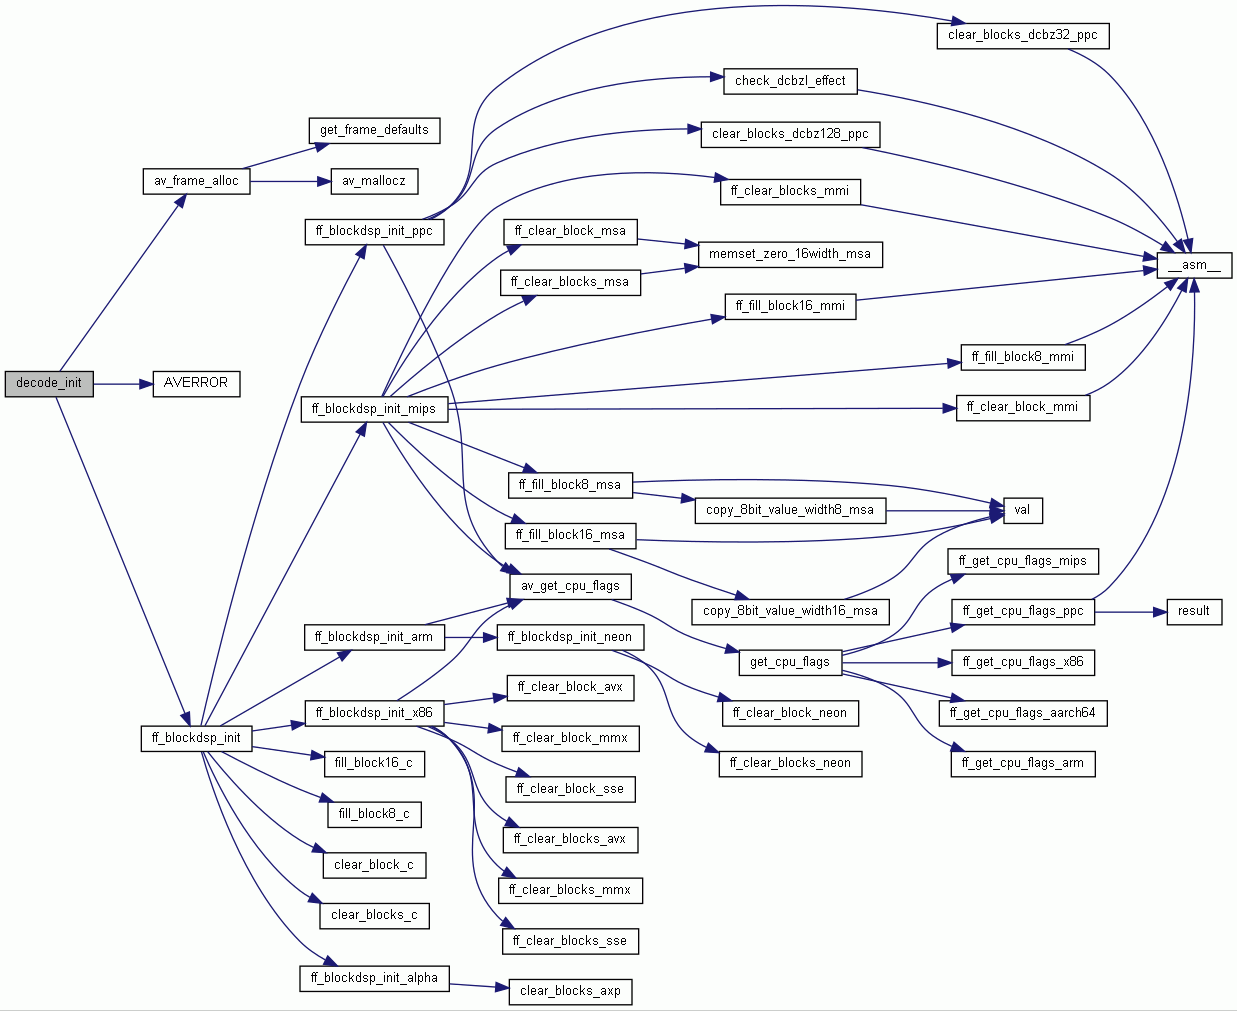 clear_blocks_dcbz32_ppc
check_dcbzl_effect
get_frame_defaults
clear_blocks_dcbz128_ppc
av_frame_alloc
av_mallocz
ff_clear_blocks_mmi
ff_blockdsp_init_ppc
ff_clear_block_msa
memset_zero_16width_msa
__asm__
ff_clear_blocks_msa
ff_fill_block16_mmi
ff_fill_block8_mmi
decode_init
AVERROR
ff_blockdsp_init_mips
ff_clear_block_mmi
ff_fill_block8_msa
copy_8bit_value_width8_msa
val
ff_fill_block16_msa
ff_get_cpu_flags_mips
av_get_cpu_flags
copy_8bit_value_width16_msa
ff_get_cpu_flags_ppc
result
ff_blockdsp_init_arm
ff_blockdsp_init_neon
get_cpu_flags
ff_get_cpu_flags_x86
ff_clear_block_avx
ff_blockdsp_init_x86
ff_clear_block_neon
ff_get_cpu_flags_aarch64
ff_blockdsp_init
ff_clear_block_mmx
fill_block16_c
ff_clear_blocks_neon
ff_get_cpu_flags_arm
ff_clear_block_sse
fill_block8_c
ff_clear_blocks_avx
clear_block_c
ff_clear_blocks_mmx
clear_blocks_c
ff_clear_blocks_sse
ff_blockdsp_init_alpha
clear_blocks_axp